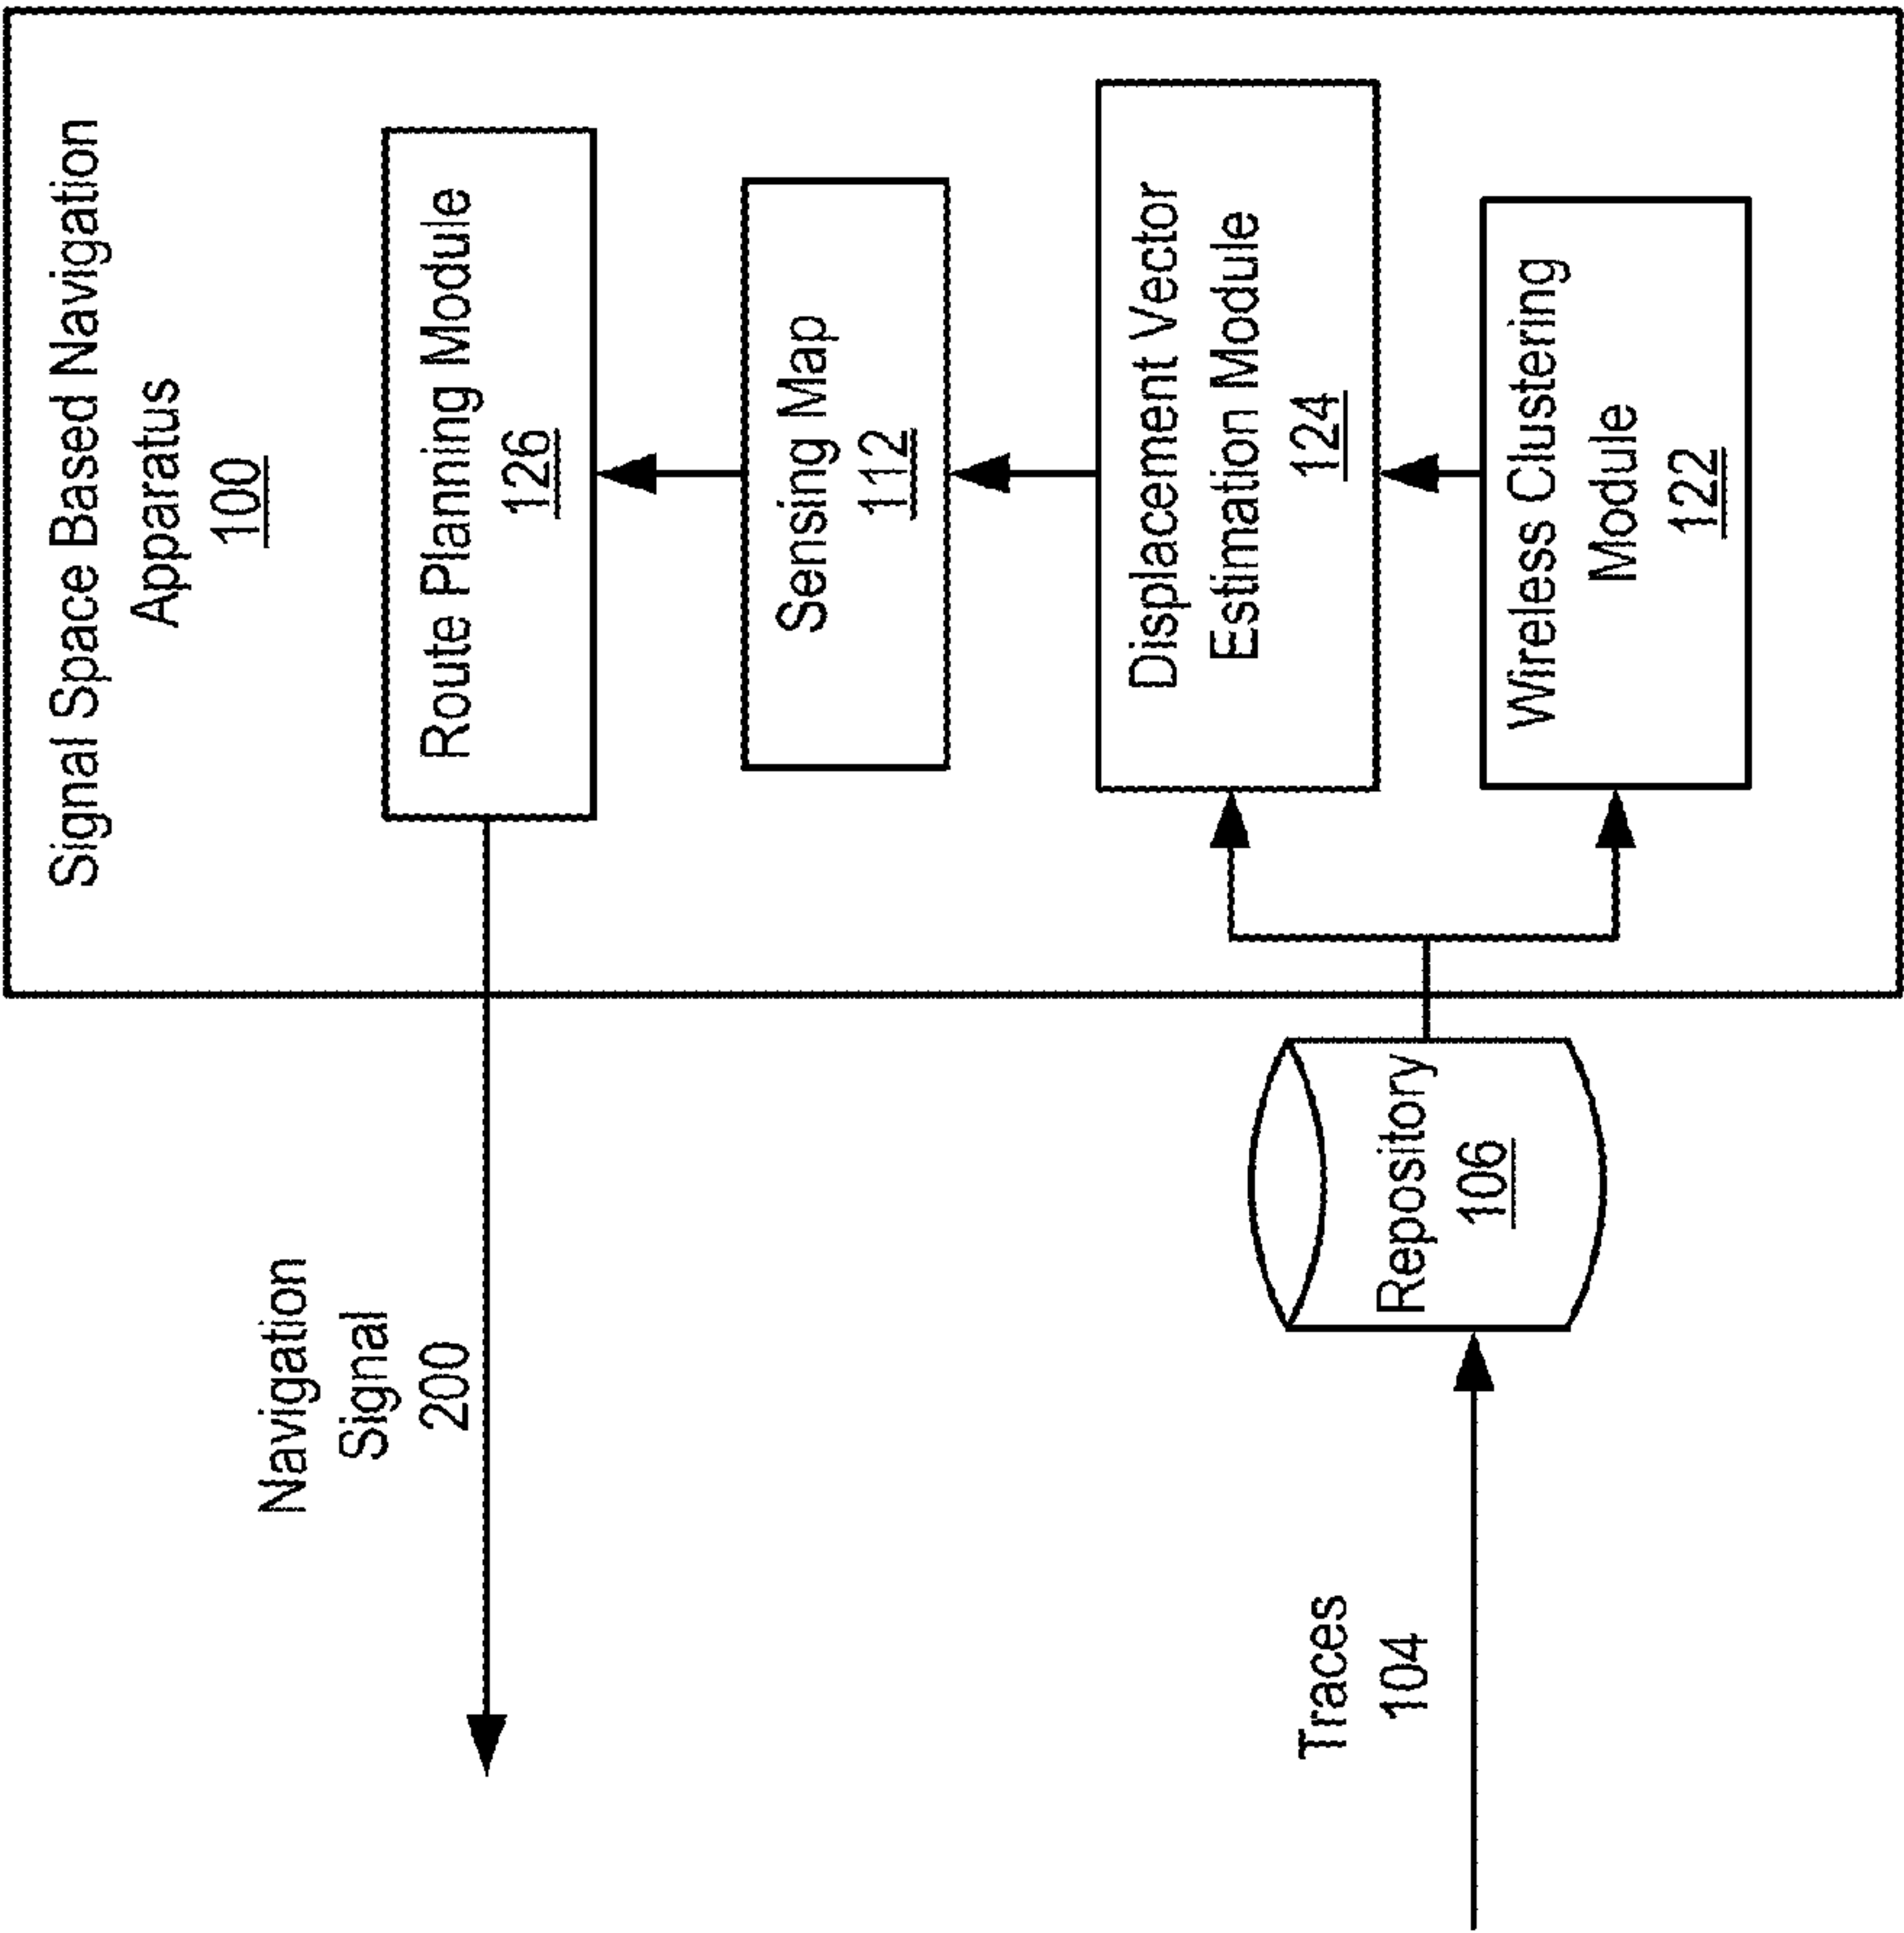 Signal Space Based Navigation
Apparatus
100
Route Planning Module
126
Sensing Map
112
Displacement Vector
Estimation Module
124
Wireless Clustering
Module
122
Navigation
Signal
200
Repository
106
Traces
104